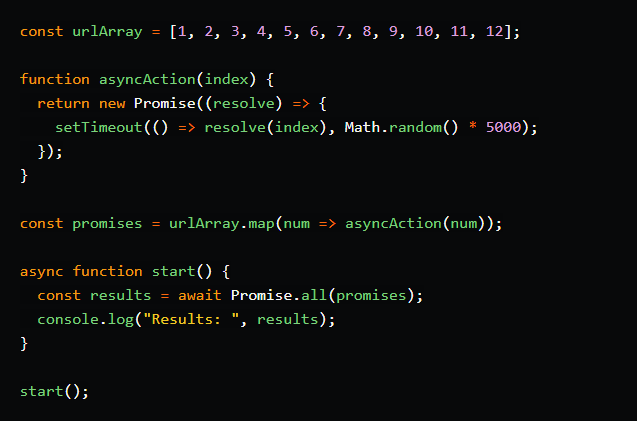 const urlArray = [1, 2, 3, 4, 5, 6, 7, 8, 9, 10, 11, 12];
function asyncAction(index) {
  return new Promise((resolve) => {
    setTimeout(() => resolve(index), Math.random() * 5000);
  });
}
const promises = urlArray.map(num => asyncAction(num));
async function start() {
  const results = await Promise.all(promises);
  console.log("Results: ", results);
}
start();